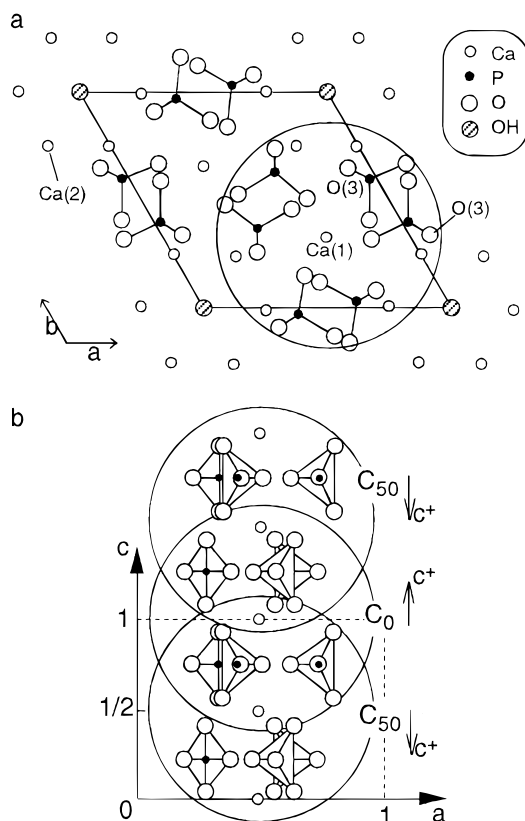 a
Ca
P
O
OH
Ca(2)
O(3)
O(3)
Ca(1)
b
a
b
C₅₀
c⁺
c
c⁺
1
C₀
1/2
C₅₀
c⁺
0
1
a